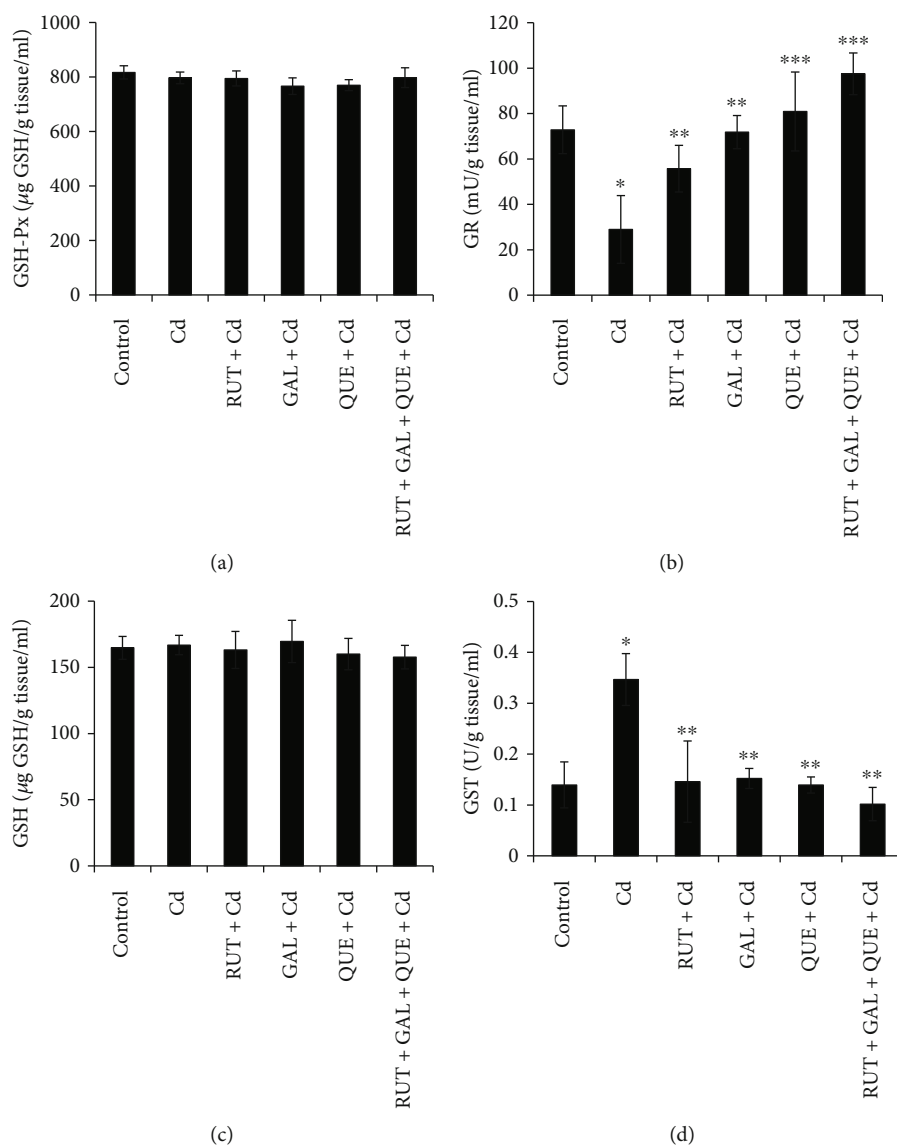 GSH-Px (μg GSH/g tissue/ml)
1000
800
600
400
200
0
Control
Cd
RUT + Cd
GAL + Cd
QUE + Cd
RUT + GAL + QUE + Cd
(a)
GR (mU/g tissue/ml)
120
100
80
60
40
20
0
*
**
**
***
***
Control
Cd
RUT + Cd
GAL + Cd
QUE + Cd
RUT + GAL + QUE + Cd
(b)
GSH (μg GSH/g tissue/ml)
200
150
100
50
0
Control
Cd
RUT + Cd
GAL + Cd
QUE + Cd
RUT + GAL + QUE + Cd
(c)
GST (U/g tissue/ml)
0.5
0.4
0.3
0.2
0.1
0
*
**
**
**
**
Control
Cd
RUT + Cd
GAL + Cd
QUE + Cd
RUT + GAL + QUE + Cd
(d)